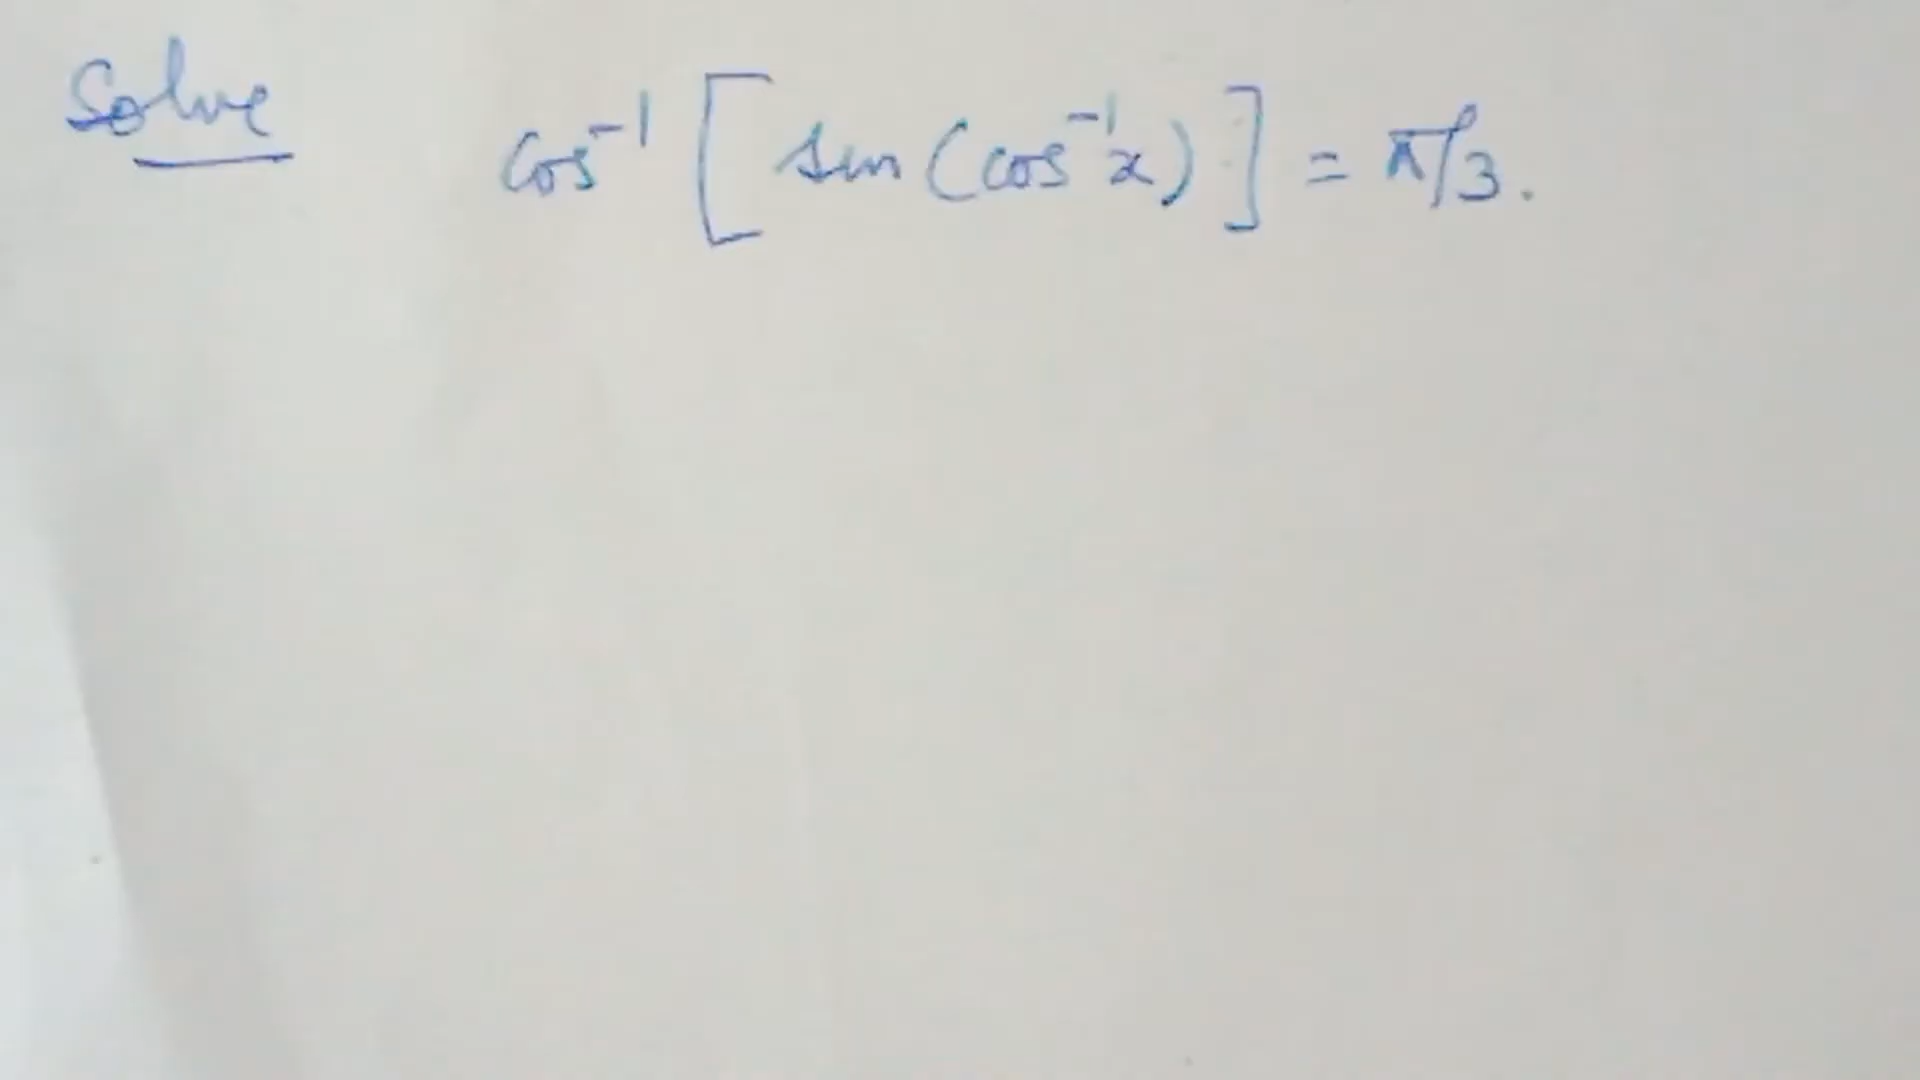 Solve cos⁻¹ [ sin (cos⁻¹x) ] = π/3.